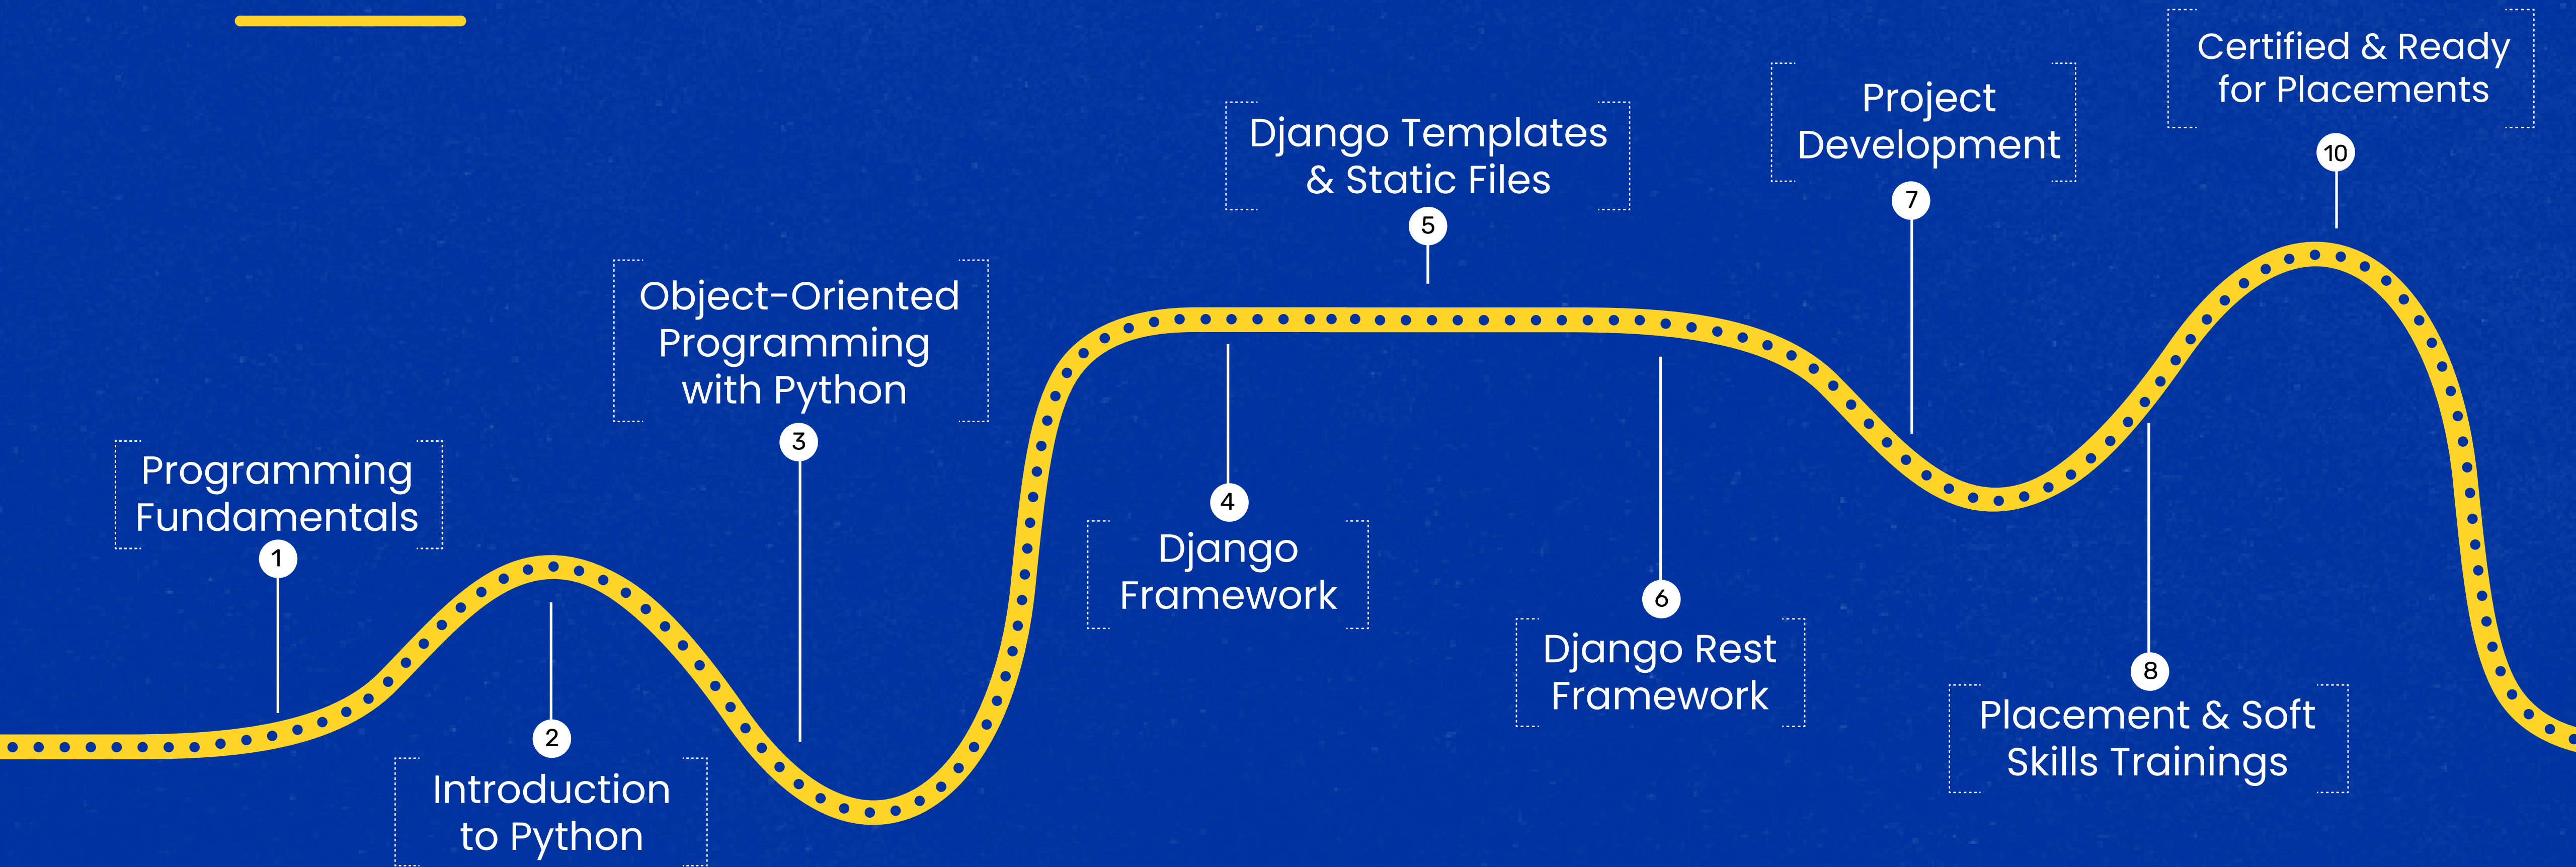 Programming
Fundamentals
1
2
Introduction
to Python
Object-Oriented
Programming
with Python
3
4
Django
Framework
Django Templates
& Static Files
5
6
Django Rest
Framework
Project
Development
7
8
Placement & Soft
Skills Trainings
Certified & Ready
for Placements
10